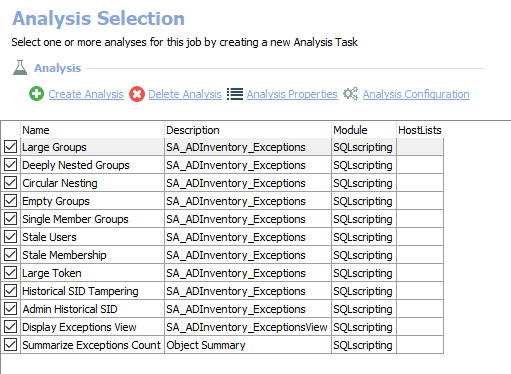 Analysis Selection
Select one or more analyses for this job by creating a new Analysis Task
Analysis
Create Analysis Delete Analysis Analysis Properties Analysis Configuration
Name Description Module HostLists
Large Groups SA_ADInventory_Exceptions SQLscripting
Deeply Nested Groups SA_ADInventory_Exceptions SQLscripting
Circular Nesting SA_ADInventory_Exceptions SQLscripting
Empty Groups SA_ADInventory_Exceptions SQLscripting
Single Member Groups SA_ADInventory_Exceptions SQLscripting
Stale Users SA_ADInventory_Exceptions SQLscripting
Stale Membership SA_ADInventory_Exceptions SQLscripting
Large Token SA_ADInventory_Exceptions SQLscripting
Historical SID Tampering SA_ADInventory_Exceptions SQLscripting
Admin Historical SID SA_ADInventory_Exceptions SQLscripting
Display Exceptions View SA_ADInventory_ExceptionsView SQLscripting
Summarize Exceptions Count Object Summary SQLscripting